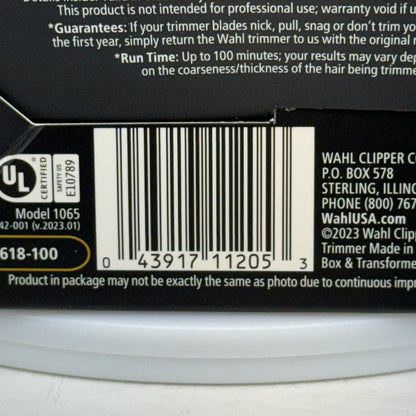 This product is not intended for professional use; warranty void if u
*Guarantees: If your trimmer blades nick, pull, snag or don't trim yo
the first year, simply return the Wahl trimmer to us with the original r
*Run Time: Up to 100 minutes; your results may vary dep
on the coarseness/thickness of the hair being trimme
UL®
CERTIFIED
SAFETY US
E10789
Model 1065
42-001 (v.2023.01)
618-100
0 43917 11205 3
WAHL CLIPPER CO
P.O. BOX 578
STERLING, ILLINO
PHONE (800) 767
WahlUSA.com
©2023 Wahl Clipp
Trimmer Made in
Box & Transforme
Product in package may not be exactly the same as photo due to continuous impr